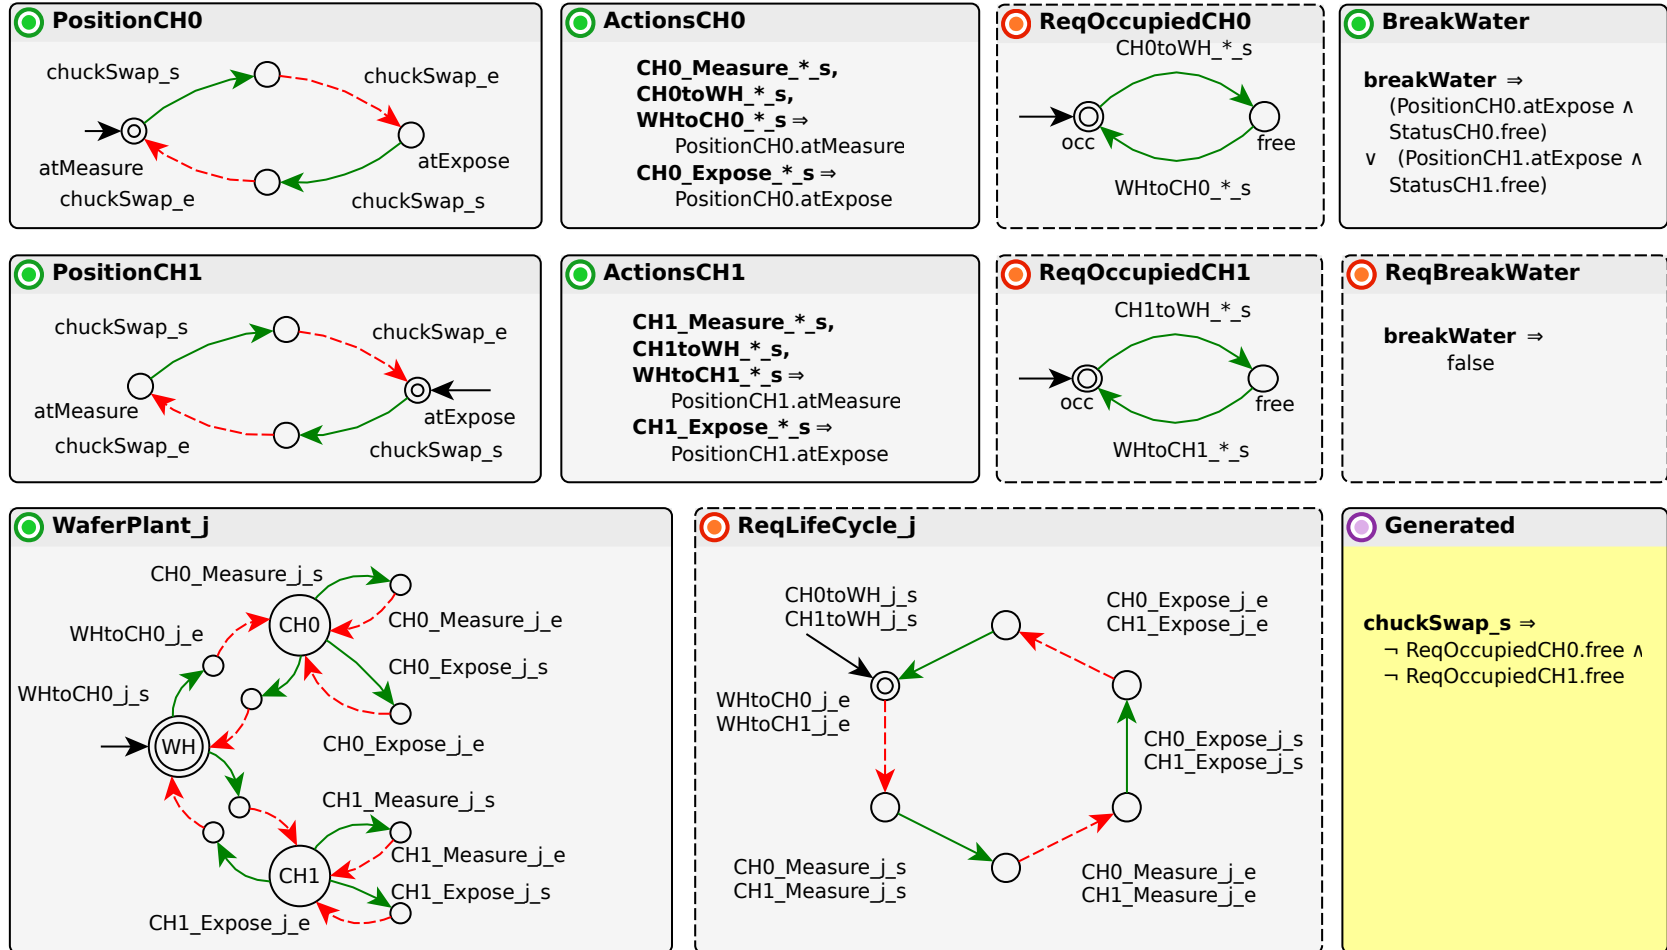 PositionCH0
chuckSwap_s
chuckSwap_e
atMeasure
atExpose
chuckSwap_e
chuckSwap_s
ActionsCH0
CH0_Measure_*_s,
CH0toWH_*_s,
WHtoCH0_*_s ⇒
PositionCH0.atMeasure
CH0_Expose_*_s ⇒
PositionCH0.atExpose
ReqOccupiedCH0
CH0toWH_*_s
occ
free
WHtoCH0_*_s
BreakWater
breakWater ⇒
(PositionCH0.atExpose ∧
StatusCH0.free)
∨ (PositionCH1.atExpose ∧
StatusCH1.free)
PositionCH1
chuckSwap_s
chuckSwap_e
atMeasure
atExpose
chuckSwap_e
chuckSwap_s
ActionsCH1
CH1_Measure_*_s,
CH1toWH_*_s,
WHtoCH1_*_s ⇒
PositionCH1.atMeasure
CH1_Expose_*_s ⇒
PositionCH1.atExpose
ReqOccupiedCH1
CH1toWH_*_s
occ
free
WHtoCH1_*_s
ReqBreakWater
breakWater ⇒
false
WaferPlant_j
CH0_Measure_j_s
CH0
CH0_Measure_j_e
WHtoCH0_j_e
CH0_Expose_j_s
WHtoCH0_j_s
WH
CH0_Expose_j_e
CH1_Measure_j_s
CH1_Measure_j_e
CH1
CH1_Expose_j_s
CH1_Expose_j_e
ReqLifeCycle_j
CH0toWH_j_s
CH1toWH_j_s
CH0_Expose_j_e
CH1_Expose_j_e
WHtoCH0_j_e
WHtoCH1_j_e
CH0_Expose_j_s
CH1_Expose_j_s
CH0_Measure_j_s
CH1_Measure_j_s
CH0_Measure_j_e
CH1_Measure_j_e
Generated
chuckSwap_s ⇒
¬ ReqOccupiedCH0.free ∧
¬ ReqOccupiedCH1.free